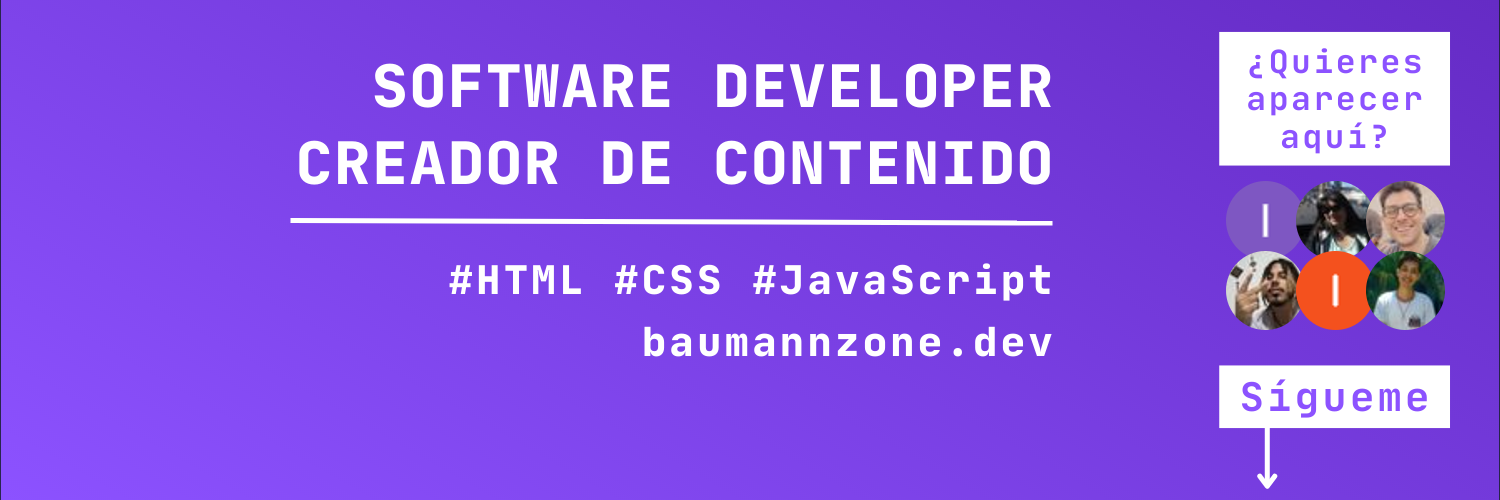 SOFTWARE DEVELOPER
CREADOR DE CONTENIDO
#HTML #CSS #JavaScript
baumannzone.dev
¿Quieres
aparecer
aquí?
l
l
Sígueme